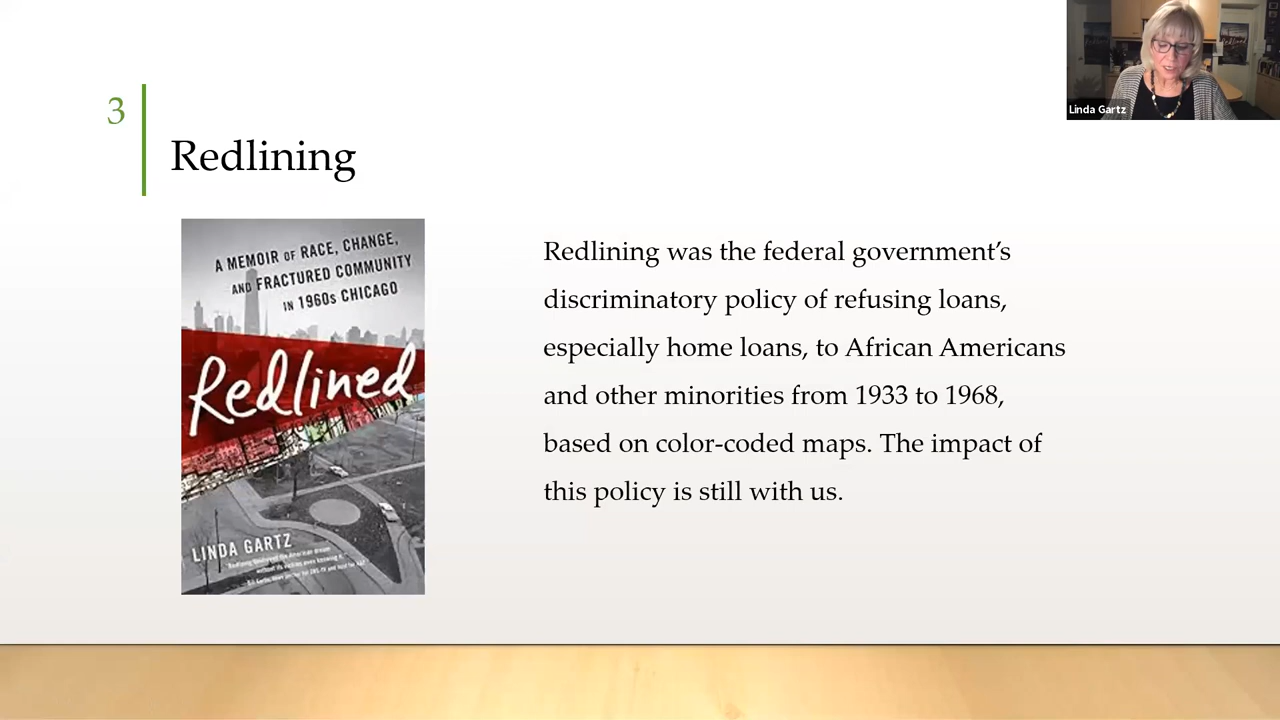 3
Redlining
A MEMOIR OF RACE, CHANGE,
AND FRACTURED COMMUNITY
IN 1960s CHICAGO
Redlined
LINDA GARTZ
Redlining was the federal government’s
discriminatory policy of refusing loans,
especially home loans, to African Americans
and other minorities from 1933 to 1968,
based on color-coded maps. The impact of
this policy is still with us.
Linda Gartz